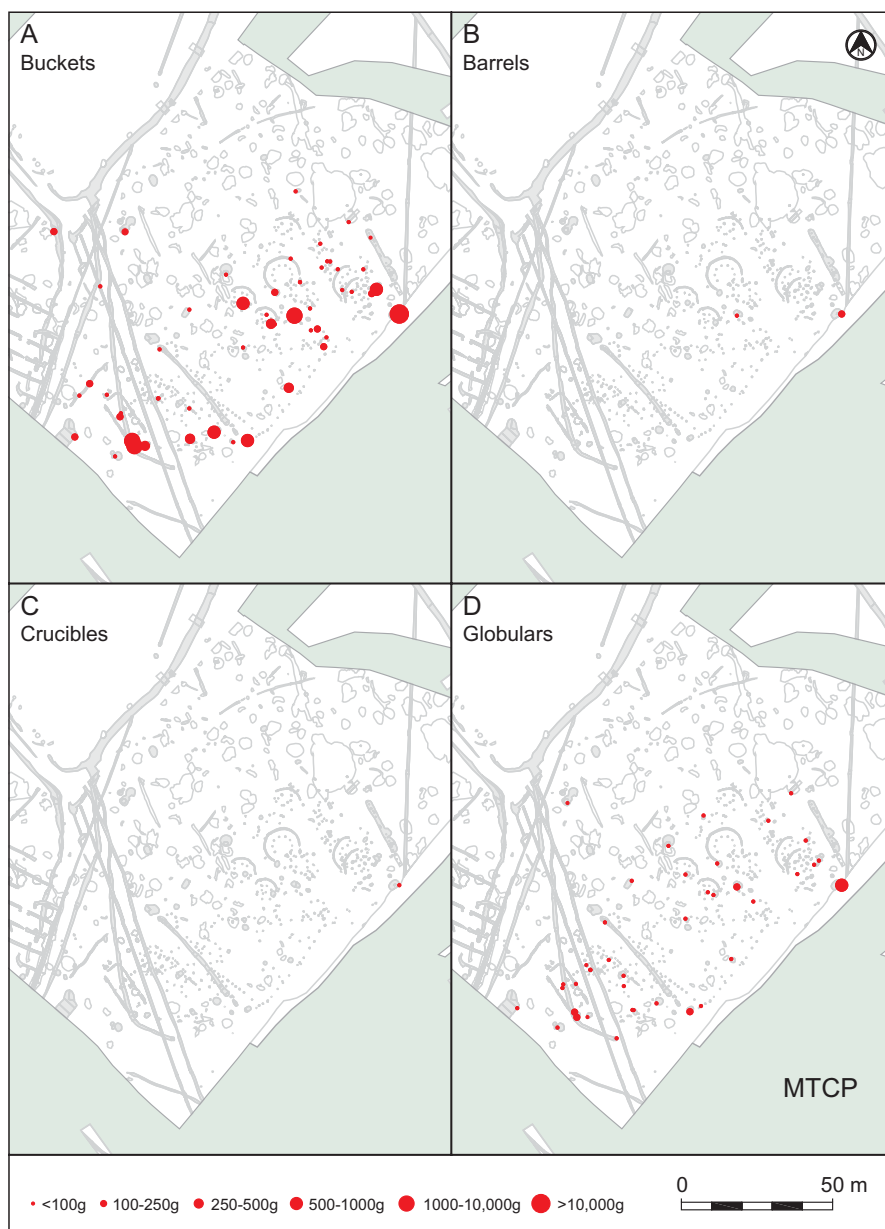 A
Buckets
B
Barrels
N
C
Crucibles
D
Globulars
MTCP
<100g 100-250g 250-500g 500-1000g 1000-10,000g >10,000g
0 50 m